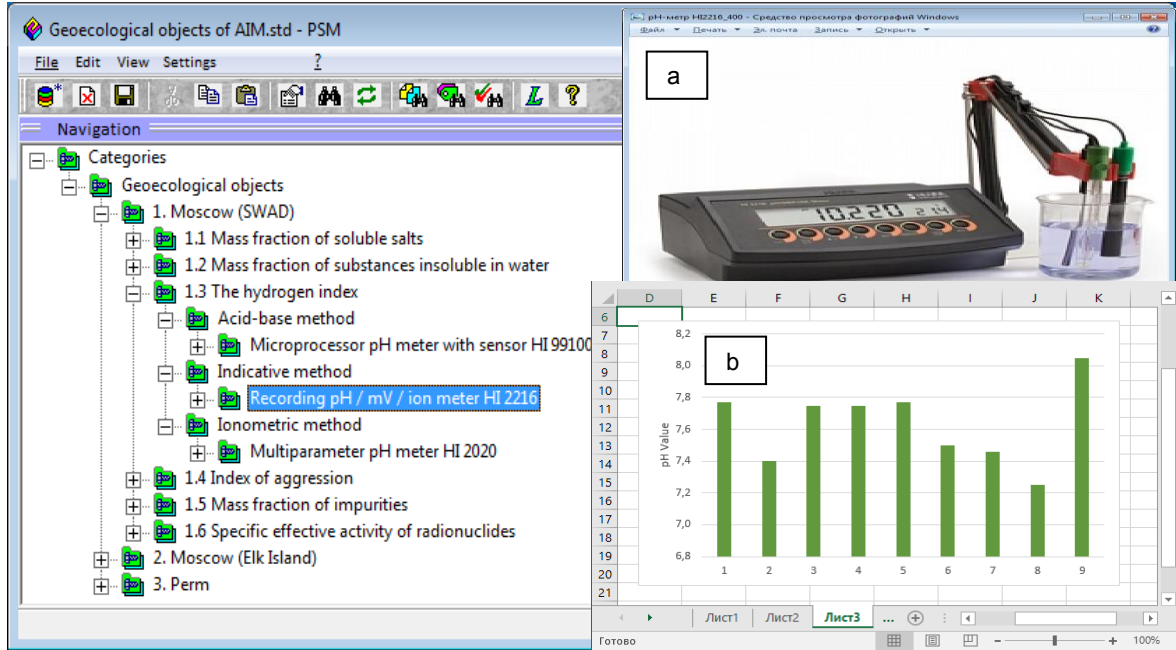 Geoecological objects of AIM.std - PSM
File Edit View Settings ?
Navigation
Categories
Geoecological objects
1. Moscow (SWAD)
1.1 Mass fraction of soluble salts
1.2 Mass fraction of substances insoluble in water
1.3 The hydrogen index
Acid-base method
Microprocessor pH meter with sensor HI 99100
Indicative method
Recording pH / mV / ion meter HI 2216
Ionometric method
Multiparameter pH meter HI 2020
1.4 Index of aggression
1.5 Mass fraction of impurities
1.6 Specific effective activity of radionuclides
2. Moscow (Elk Island)
3. Perm
pH-метр HI2216_400 - Средство просмотра фотографий Windows
Файл Печать Эл. почта Запись Открыть
a
10.220 21.4
D E F G H I J K
6
7
8
9
10
11
12
13
14
15
16
17
18
19
20
21
b
pH Value
8,2
8,0
7,8
7,6
7,4
7,2
7,0
6,8
1 2 3 4 5 6 7 8 9
Лист1 Лист2 Лист3 ...
Готово
100%